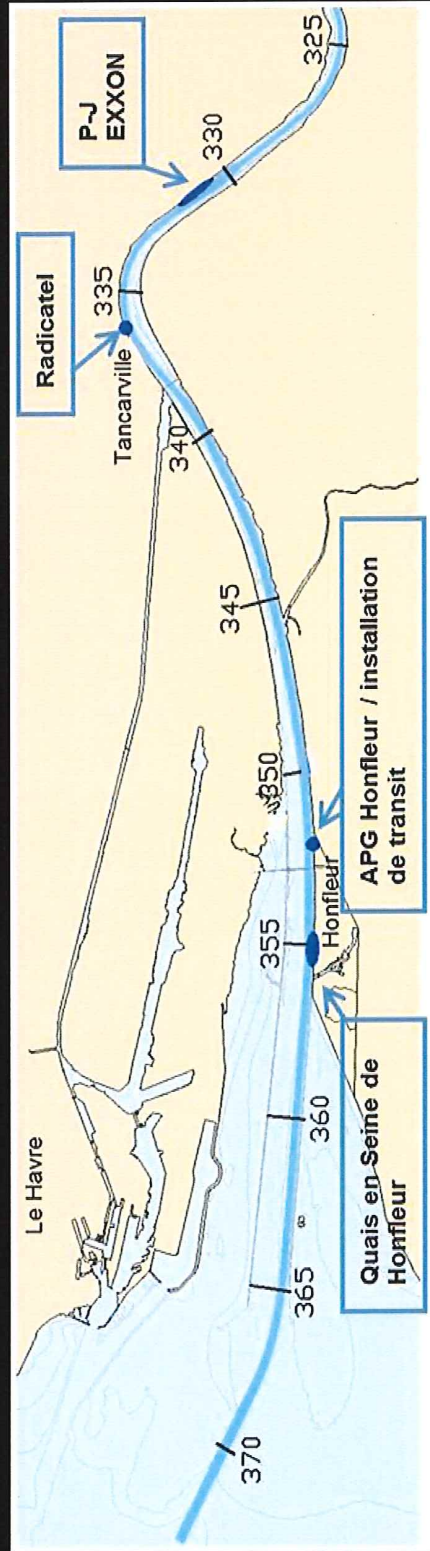 Le Havre
Radicatel
P-J
EXXON
Tancarville
325
330
335
340
345
350
355
360
365
370
Honfleur
Quais en Seine de
Honfleur
APG Honfleur / installation
de transit